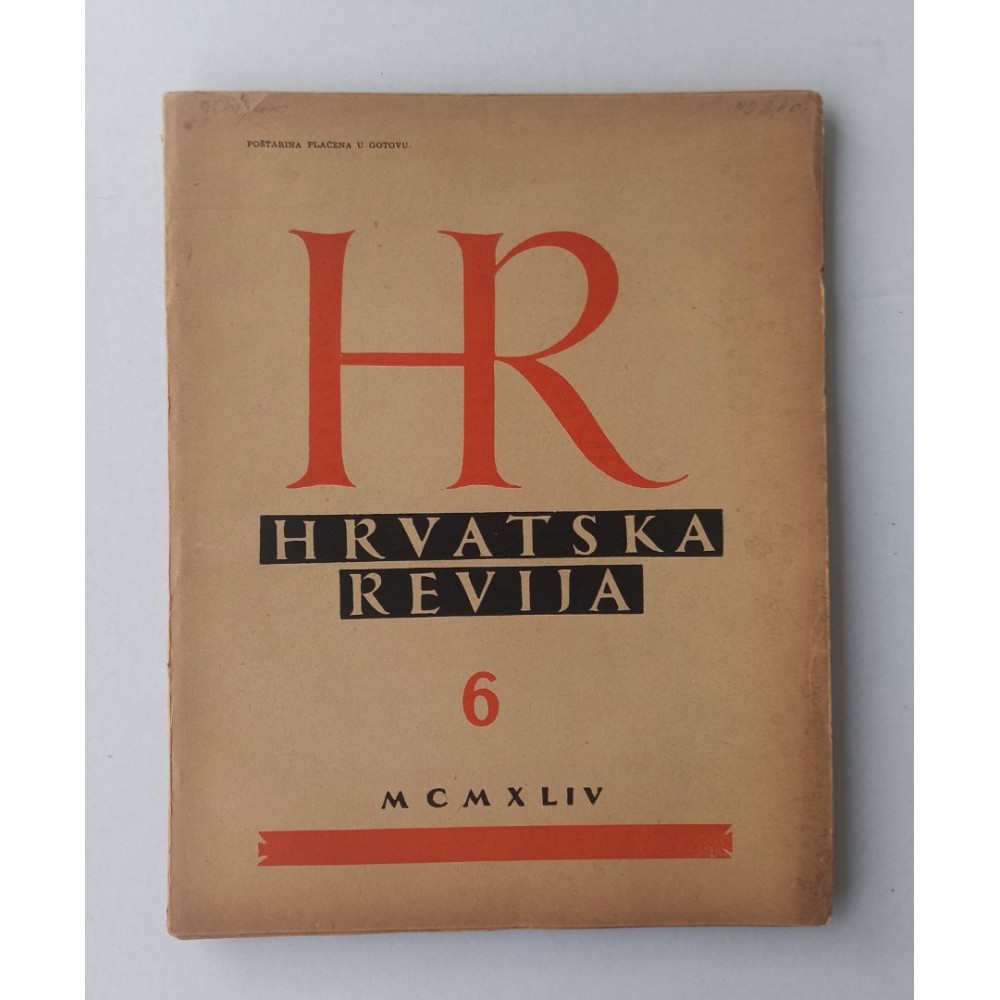 POŠTARINA PLAĆENA U GOTOVU.
HR
HRVATSKA
REVIJA
6
MCMXLIV